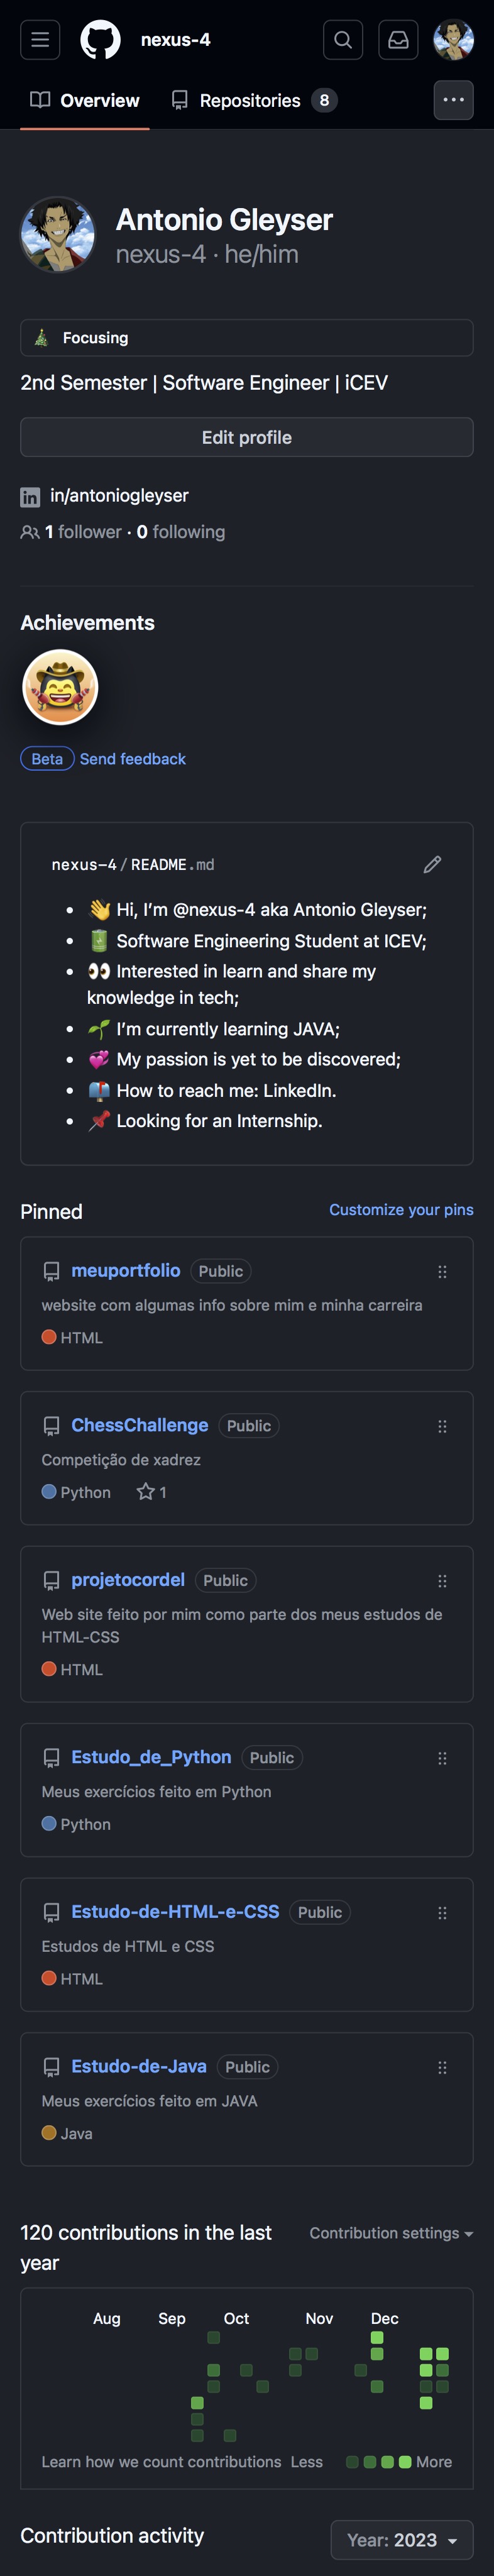 nexus-4
Overview
Repositories 8
Antonio Gleyser
nexus-4 · he/him
Focusing
2nd Semester | Software Engineer | iCEV
Edit profile
in/antoniogleyser
1 follower · 0 following
Achievements
Beta Send feedback
nexus-4/README.md
👋 Hi, I'm @nexus-4 aka Antonio Gleyser;
🔋 Software Engineering Student at ICEV;
👀 Interested in learn and share my
knowledge in tech;
🌱 I'm currently learning JAVA;
💞 My passion is yet to be discovered;
📫 How to reach me: LinkedIn.
📌 Looking for an Internship.
Pinned Customize your pins
meuportfolio Public
website com algumas info sobre mim e minha carreira
HTML
ChessChallenge Public
Competição de xadrez
Python 1
projetocordel Public
Web site feito por mim como parte dos meus estudos de
HTML-CSS
HTML
Estudo_de_Python Public
Meus exercícios feito em Python
Python
Estudo-de-HTML-e-CSS Public
Estudos de HTML e CSS
HTML
Estudo-de-Java Public
Meus exercícios feito em JAVA
Java
120 contributions in the last
year
Contribution settings
Aug Sep Oct Nov Dec
Learn how we count contributions Less More
Contribution activity
Year: 2023